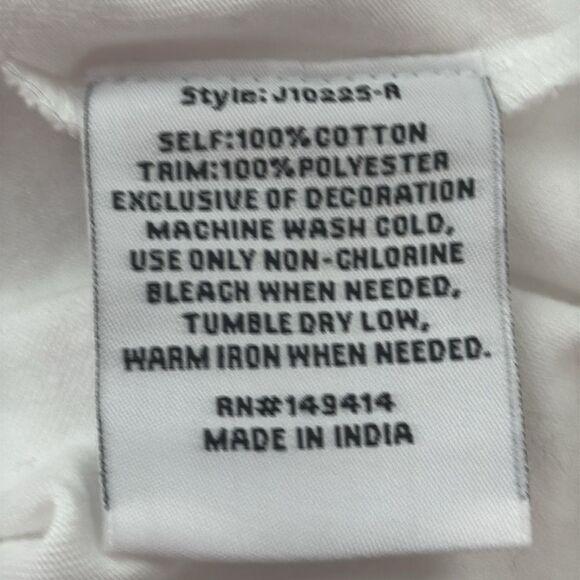 Style: J10225-R
SELF:100% COTTON
TRIM:100% POLYESTER
EXCLUSIVE OF DECORATION
MACHINE WASH COLD,
USE ONLY NON-CHLORINE
BLEACH WHEN NEEDED,
TUMBLE DRY LOW,
WARM IRON WHEN NEEDED.
RN#149414
MADE IN INDIA